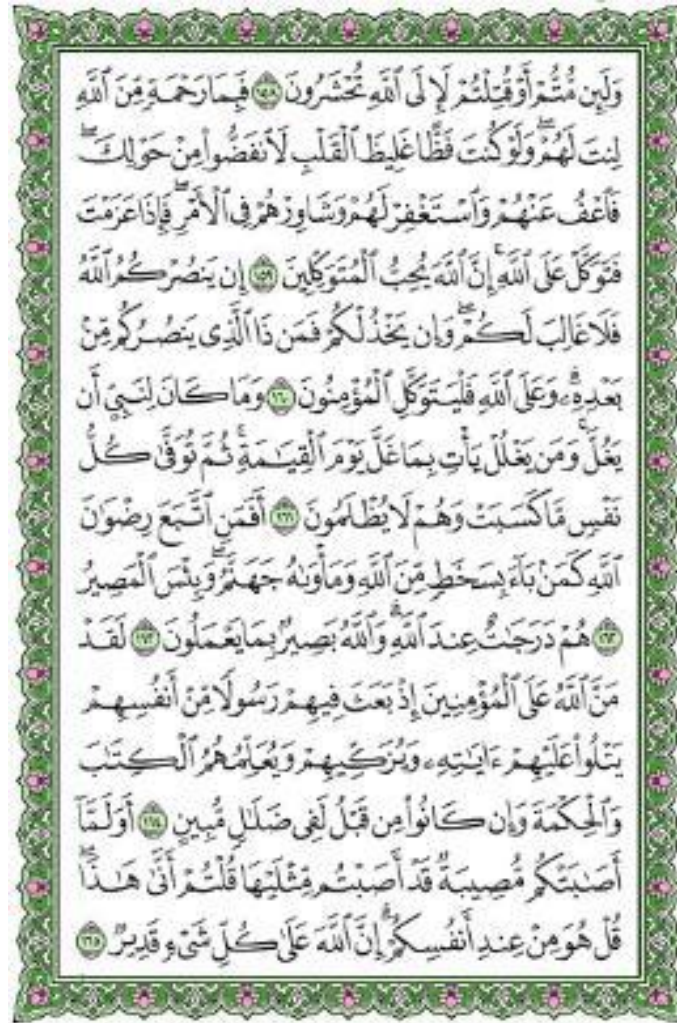 وَلَئِن مُّتُّمْ أَوْ قُتِلْتُمْ لَإِلَى ٱللَّهِ تُحْشَرُونَ ١٥٨ فَبِمَا رَحْمَةٍ مِّنَ ٱللَّهِ
لِنتَ لَهُمْ ۖ وَلَوْ كُنتَ فَظًّا غَلِيظَ ٱلْقَلْبِ لَٱنفَضُّوا۟ مِنْ حَوْلِكَ ۖ
فَٱعْفُ عَنْهُمْ وَٱسْتَغْفِرْ لَهُمْ وَشَاوِرْهُمْ فِى ٱلْأَمْرِ ۖ فَإِذَا عَزَمْتَ
فَتَوَكَّلْ عَلَى ٱللَّهِ ۚ إِنَّ ٱللَّهَ يُحِبُّ ٱلْمُتَوَكِّلِينَ ١٥٩ إِن يَنصُرْكُمُ ٱللَّهُ
فَلَا غَالِبَ لَكُمْ ۖ وَإِن يَخْذُلْكُمْ فَمَن ذَا ٱلَّذِى يَنصُرُكُم مِّنۢ
بَعْدِهِۦ ۗ وَعَلَى ٱللَّهِ فَلْيَتَوَكَّلِ ٱلْمُؤْمِنُونَ ١٦٠ وَمَا كَانَ لِنَبِىٍّ أَن
يَغُلَّ ۚ وَمَن يَغْلُلْ يَأْتِ بِمَا غَلَّ يَوْمَ ٱلْقِيَـٰمَةِ ۚ ثُمَّ تُوَفَّىٰ كُلُّ
نَفْسٍ مَّا كَسَبَتْ وَهُمْ لَا يُظْلَمُونَ ١٦١ أَفَمَنِ ٱتَّبَعَ رِضْوَٰنَ
ٱللَّهِ كَمَنۢ بَآءَ بِسَخَطٍ مِّنَ ٱللَّهِ وَمَأْوَىٰهُ جَهَنَّمُ ۚ وَبِئْسَ ٱلْمَصِيرُ
١٦٢ هُمْ دَرَجَـٰتٌ عِندَ ٱللَّهِ ۗ وَٱللَّهُ بَصِيرٌۢ بِمَا يَعْمَلُونَ ١٦٣ لَقَدْ
مَنَّ ٱللَّهُ عَلَى ٱلْمُؤْمِنِينَ إِذْ بَعَثَ فِيهِمْ رَسُولًا مِّنْ أَنفُسِهِمْ
يَتْلُوا۟ عَلَيْهِمْ ءَايَـٰتِهِۦ وَيُزَكِّيهِمْ وَيُعَلِّمُهُمُ ٱلْكِتَـٰبَ
وَٱلْحِكْمَةَ وَإِن كَانُوا۟ مِن قَبْلُ لَفِى ضَلَـٰلٍ مُّبِينٍ ١٦٤ أَوَلَمَّآ
أَصَـٰبَتْكُم مُّصِيبَةٌ قَدْ أَصَبْتُم مِّثْلَيْهَا قُلْتُمْ أَنَّىٰ هَـٰذَا ۖ
قُلْ هُوَ مِنْ عِندِ أَنفُسِكُمْ ۗ إِنَّ ٱللَّهَ عَلَىٰ كُلِّ شَىْءٍ قَدِيرٌ ١٦٥